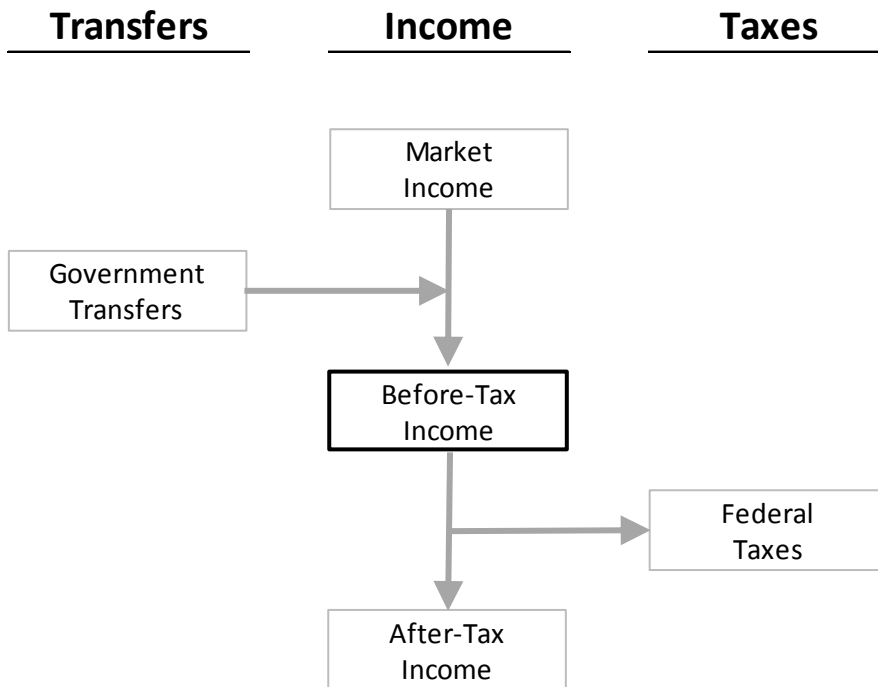 Transfers
Income
Taxes
Market
Income
Government
Transfers
Before-Tax
Income
Federal
Taxes
After-Tax
Income